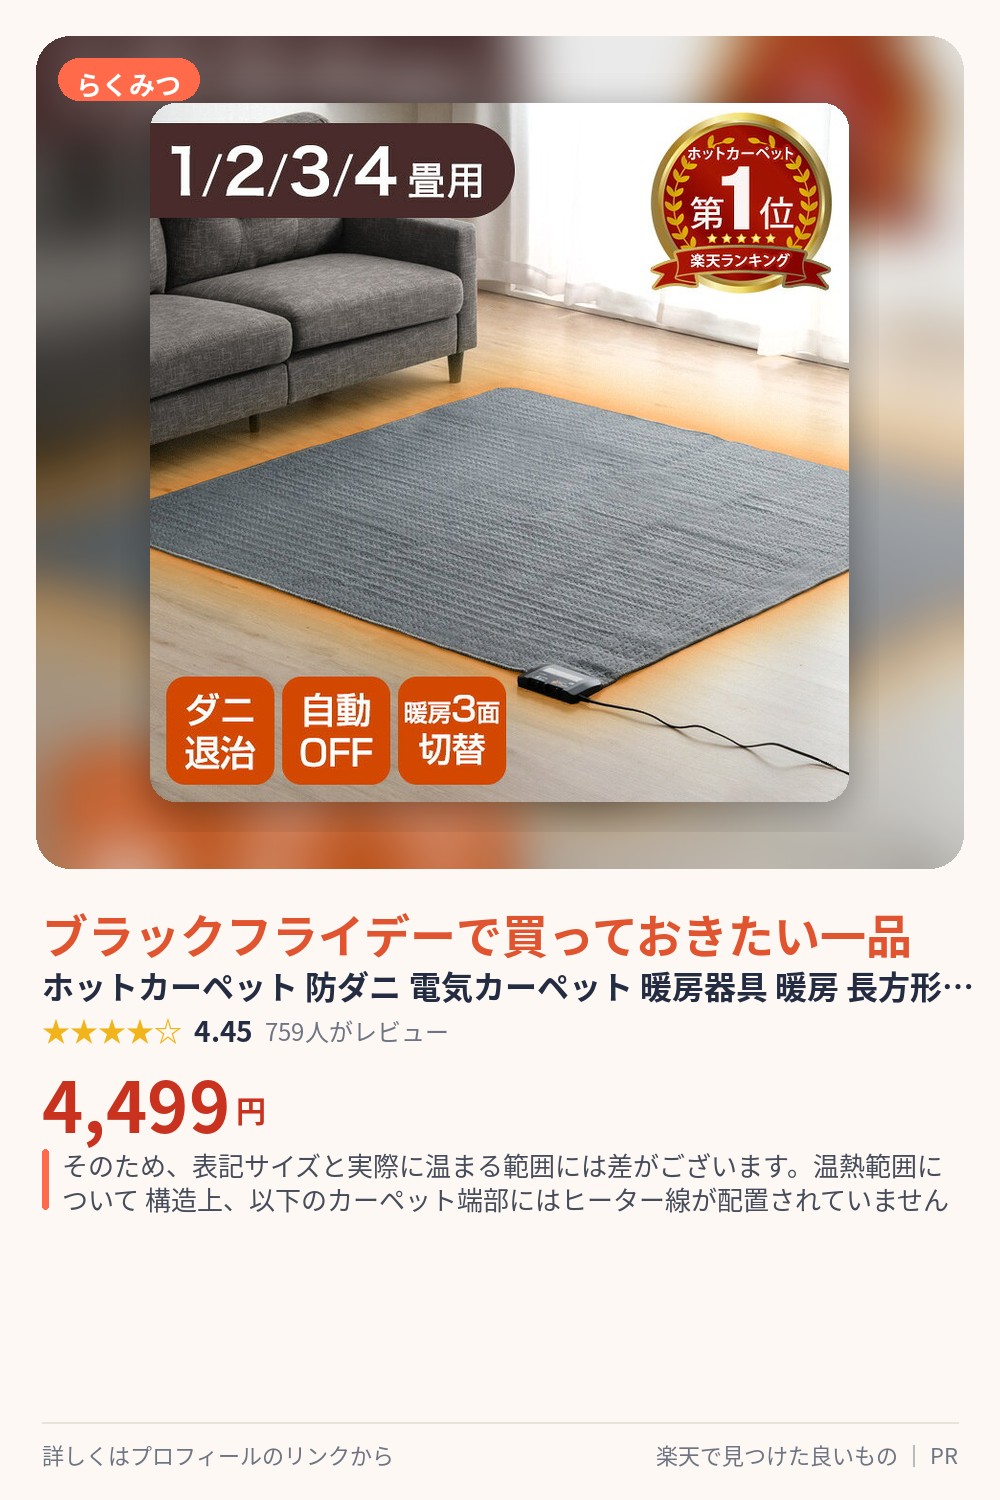 らくみつ
1/2/3/4 畳用
ホットカーペット
第1位
★★★★★
楽天ランキング
ダニ
退治
自動
OFF
暖房3面
切替
ブラックフライデーで買っておきたい一品
ホットカーペット 防ダニ 電気カーペット 暖房器具 暖房 長方形…
★★★★☆ 4.45 759人がレビュー
4,499円
そのため、表記サイズと実際に温まる範囲には差がございます。温熱範囲に
ついて 構造上、以下のカーペット端部にはヒーター線が配置されていません
詳しくはプロフィールのリンクから
楽天で見つけた良いもの | PR